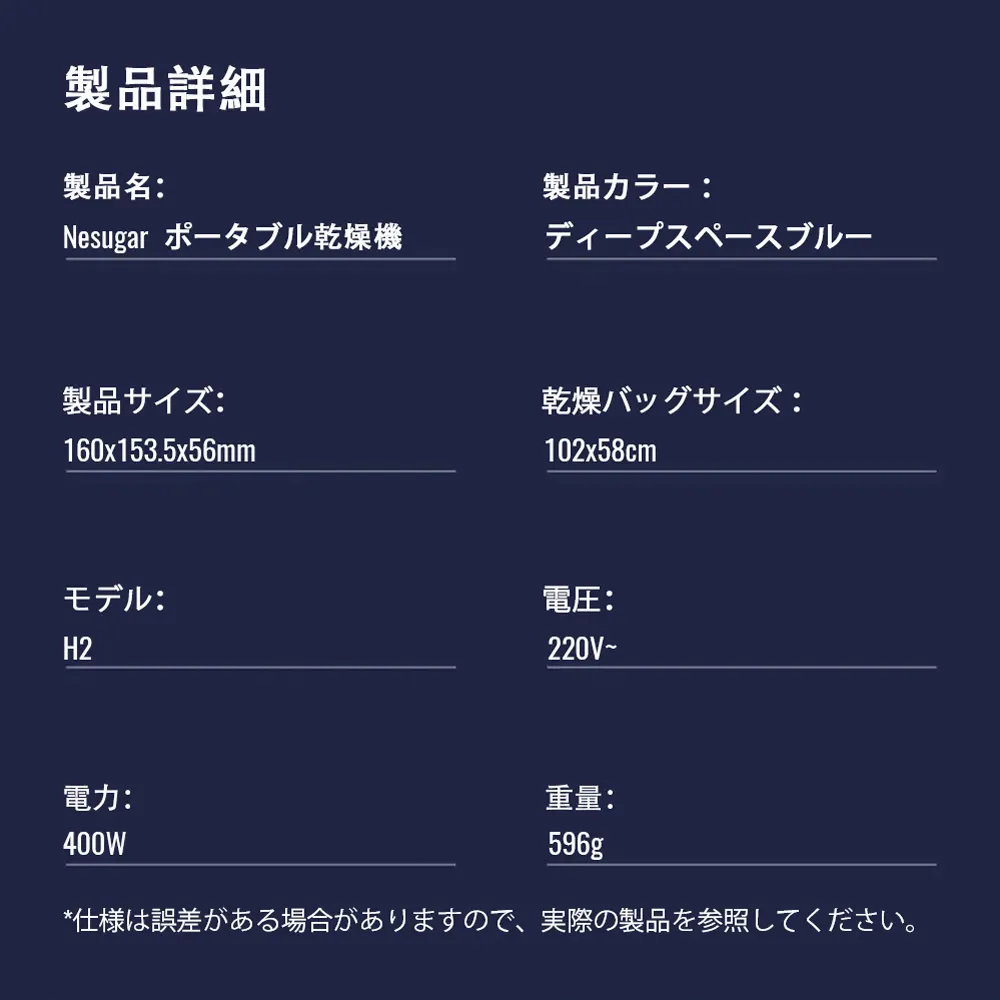 製品詳細
製品名：
Nesugar ポータブル乾燥機
製品カラー：
ディープスペースブルー
製品サイズ：
160x153.5x56mm
乾燥バッグサイズ：
102x58cm
モデル：
H2
電圧：
220V~
電力：
400W
重量：
596g
*仕様は誤差がある場合がありますので、実際の製品を参照してください。